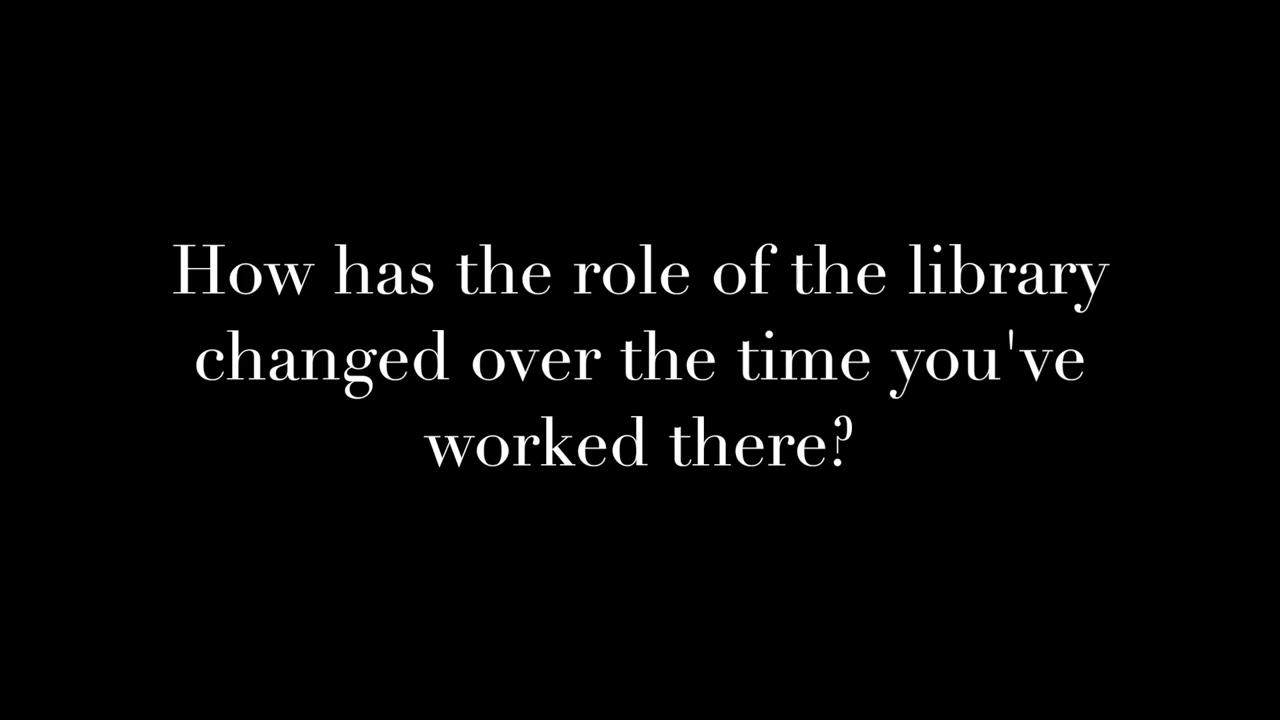 How has the role of the library
changed over the time you've
worked there?